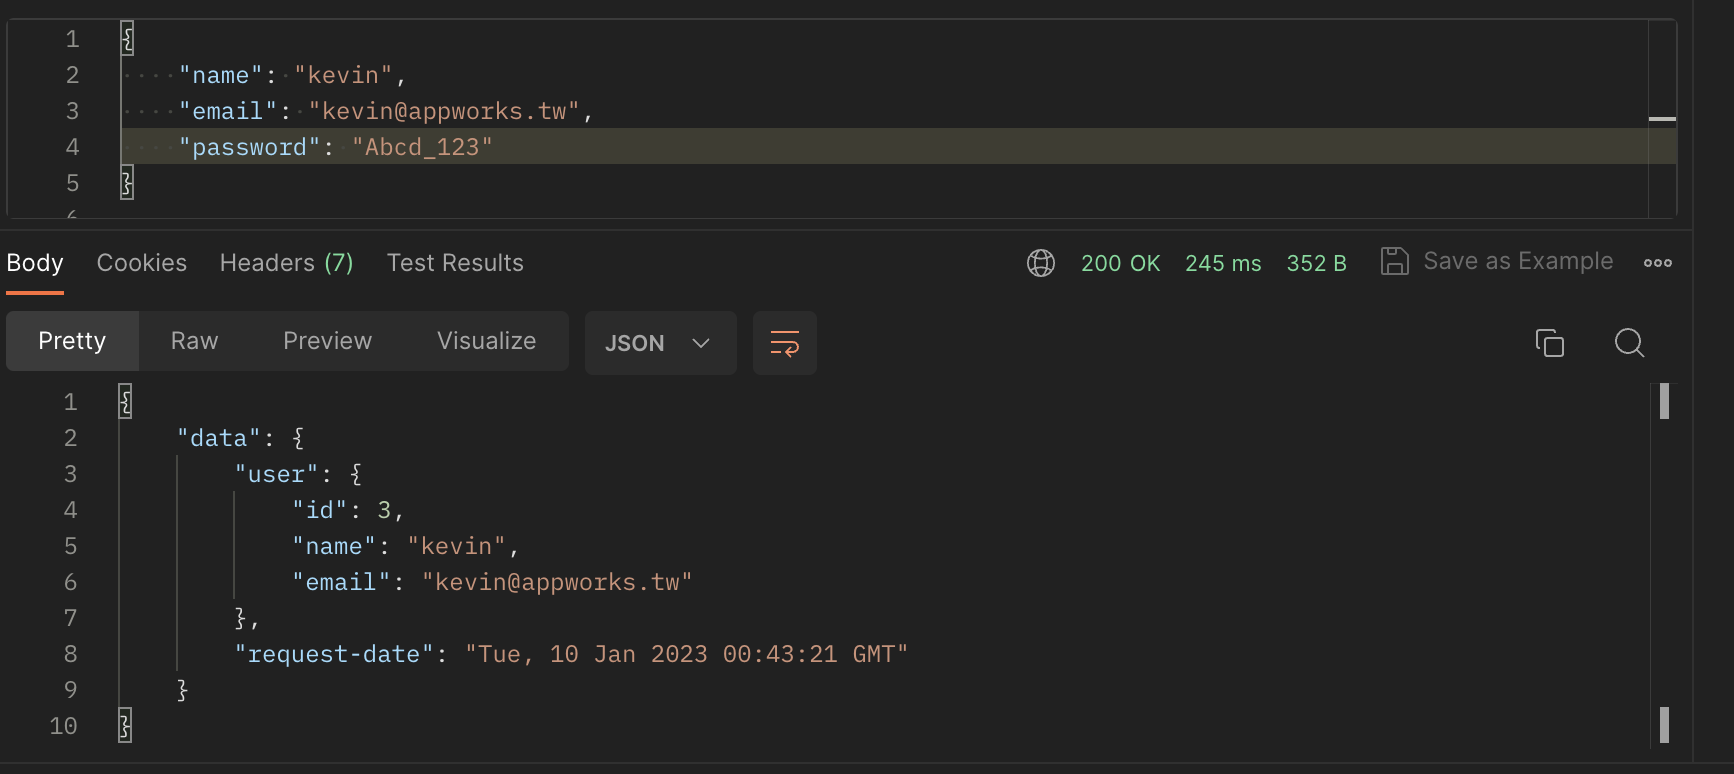 1 {
2 "name": "kevin",
3 "email": "kevin@appworks.tw",
4 "password": "Abcd_123"
5 }
6
Body Cookies Headers (7) Test Results 200 OK 245 ms 352 B Save as Example
Pretty Raw Preview Visualize JSON
1 {
2 "data": {
3 "user": {
4 "id": 3,
5 "name": "kevin",
6 "email": "kevin@appworks.tw"
7 },
8 "request-date": "Tue, 10 Jan 2023 00:43:21 GMT"
9 }
10 }